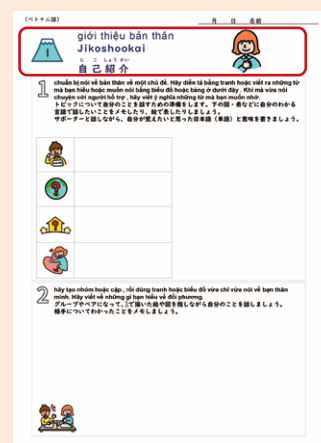 (ベトナム語)
月 日 名前
giới thiệu bản thân
Jikoshookai
じ こ しょう かい
自己紹介
1
chuẩn bị nói về bản thân về một chủ đề. Hãy diễn tả bằng tranh hoặc viết ra những từ
mà bạn hiểu hoặc muốn nói bằng biểu đồ hoặc bảng ở dưới đây . Khi mà vừa nói
chuyện với người hỗ trợ , hãy viết ý nghĩa những từ mà bạn muốn nhớ.
トピックについて自分のことを話すための準備をします。下の図・表などに自分のわかる
言語で話したいことをメモしたり、絵で表したりしましょう。
サポーターと話しながら、自分が覚えたいと思った日本語(単語)と意味を書きましょう。
2
hãy tạo nhóm hoặc cặp , rồi dùng tranh hoặc biểu đồ vừa chỉ vừa nói về bạn thân
mình. Hãy viết về những gì bạn hiểu về đối phương.
グループやペアになって、1で描いた絵や図を指しながら自分のことを話しましょう。
相手についてわかったことをメモしましょう。